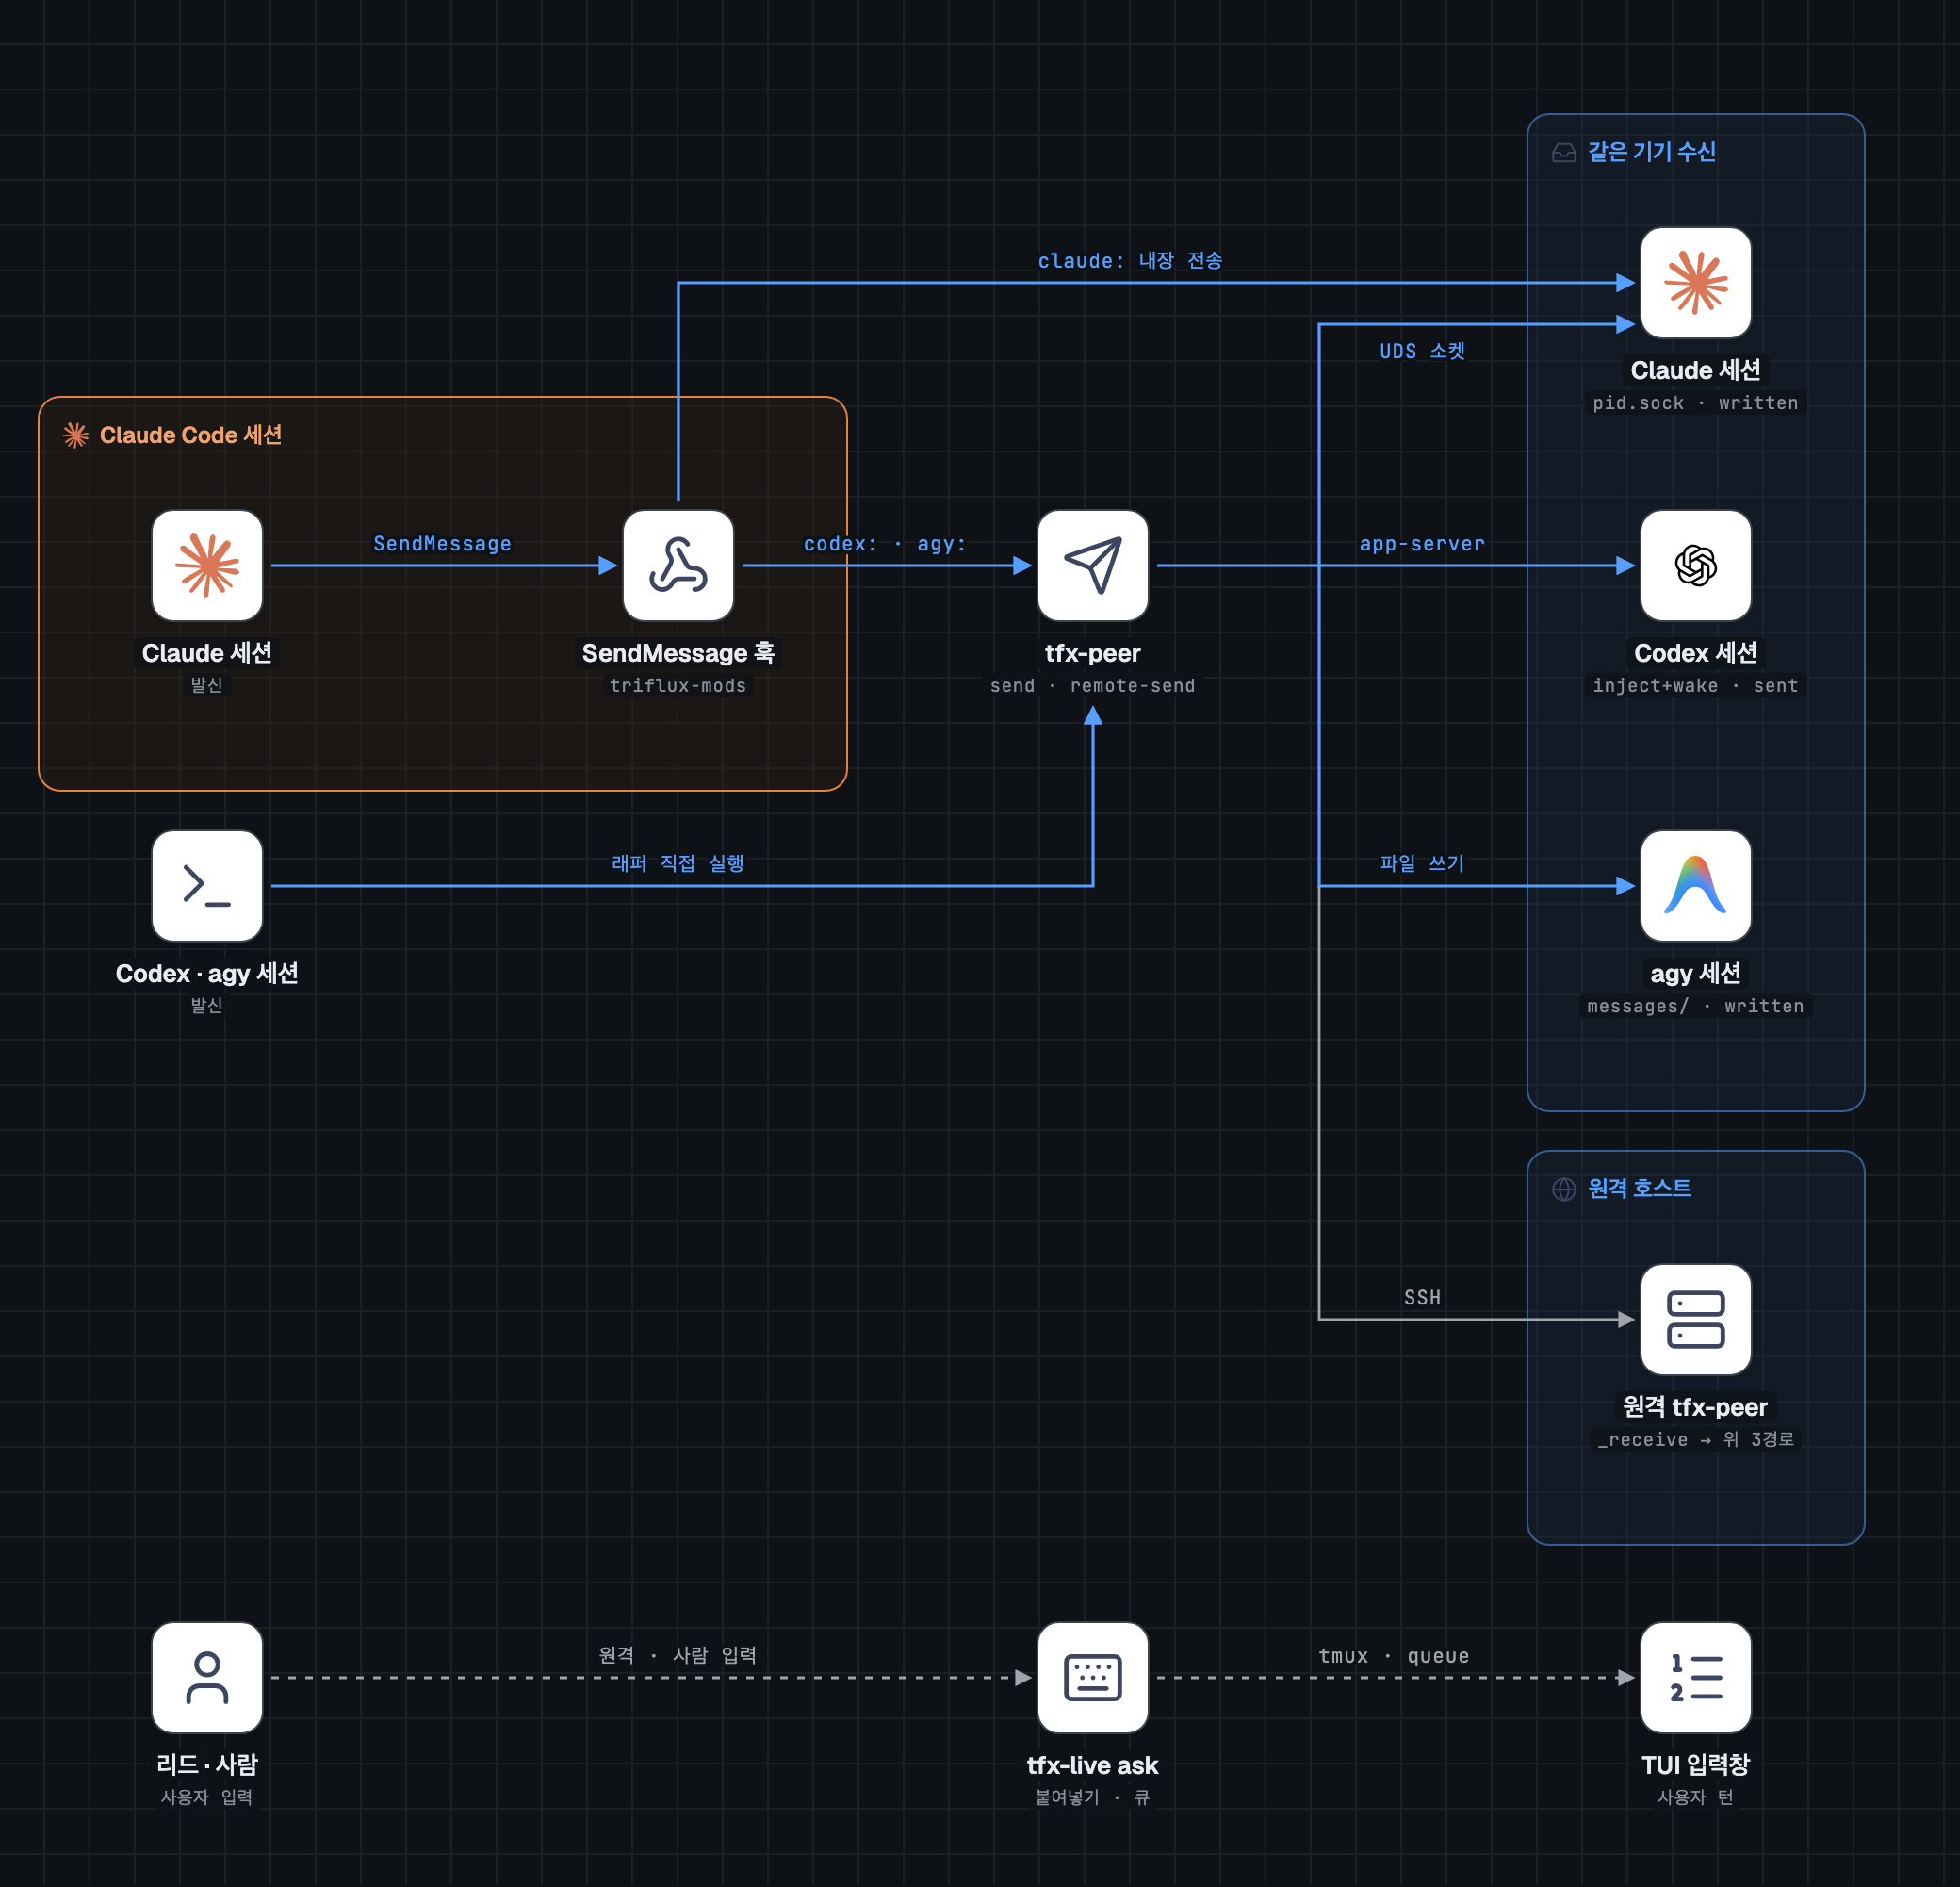 같은 기기 수신
claude: 내장 전송
UDS 소켓
Claude 세션
pid.sock · written
Claude Code 세션
SendMessage
codex: · agy:
app-server
Claude 세션
발신
SendMessage 훅
triflux-mods
tfx-peer
send · remote-send
Codex 세션
inject+wake · sent
래퍼 직접 실행
파일 쓰기
Codex · agy 세션
발신
agy 세션
messages/ · written
원격 호스트
SSH
원격 tfx-peer
_receive → 위 3경로
원격 · 사람 입력
tmux · queue
1
2
리드 · 사람
사용자 입력
tfx-live ask
붙여넣기 · 큐
TUI 입력창
사용자 턴